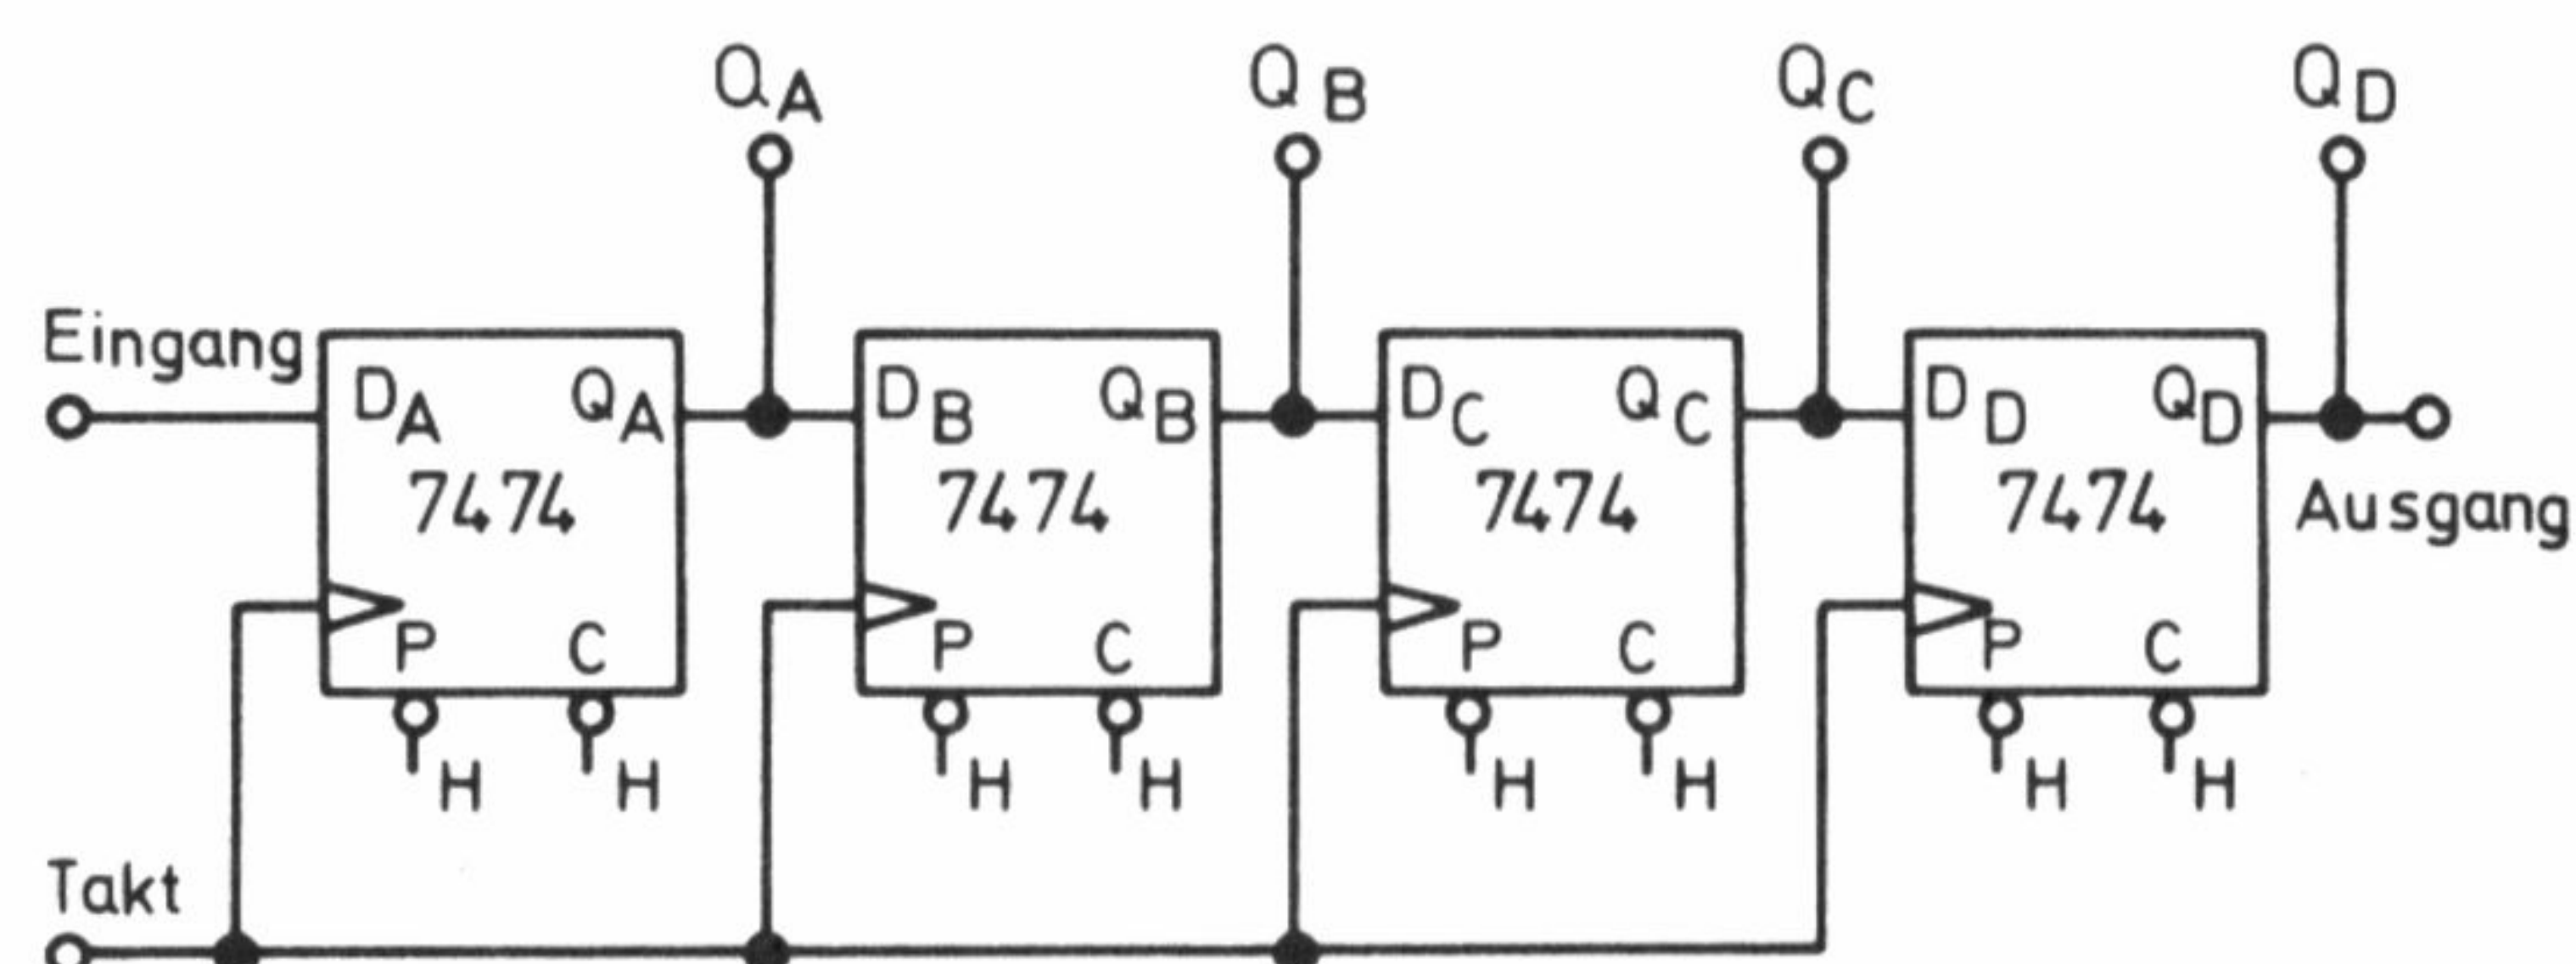 QA QB QC QD
Eingang
DA QA DB QB DC QC DD QD
7474 7474 7474 7474
Ausgang
P C P C P C P C
H H H H H H H H
Takt